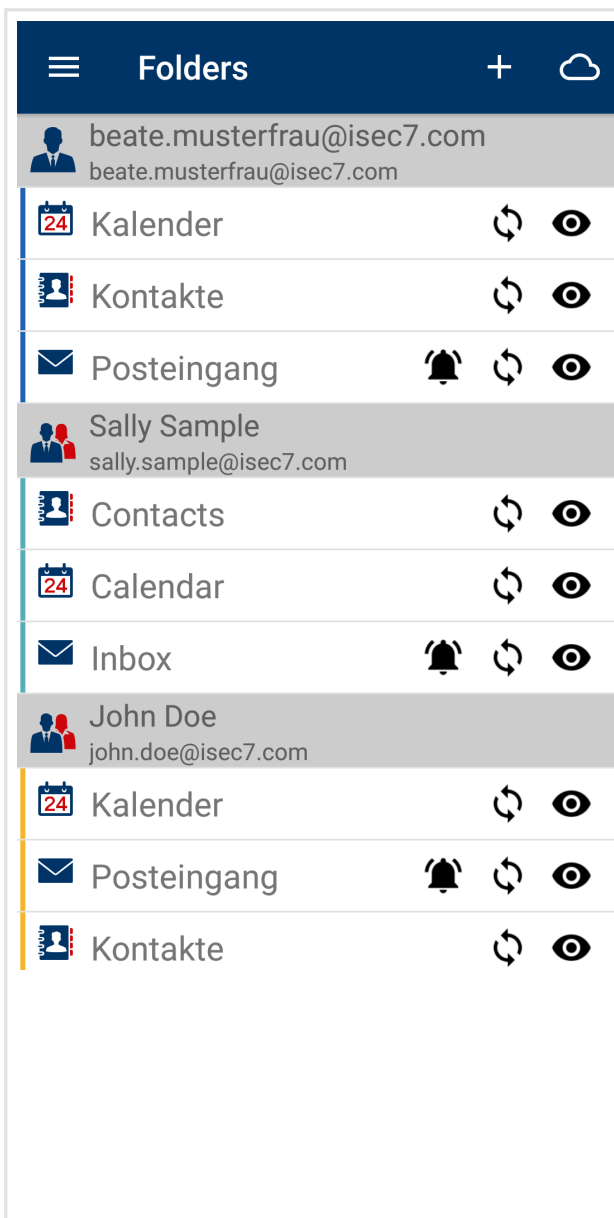 Folders
beate.musterfrau@isec7.com
beate.musterfrau@isec7.com
24 Kalender
Kontakte
Posteingang
Sally Sample
sally.sample@isec7.com
Contacts
24 Calendar
Inbox
John Doe
john.doe@isec7.com
24 Kalender
Posteingang
Kontakte